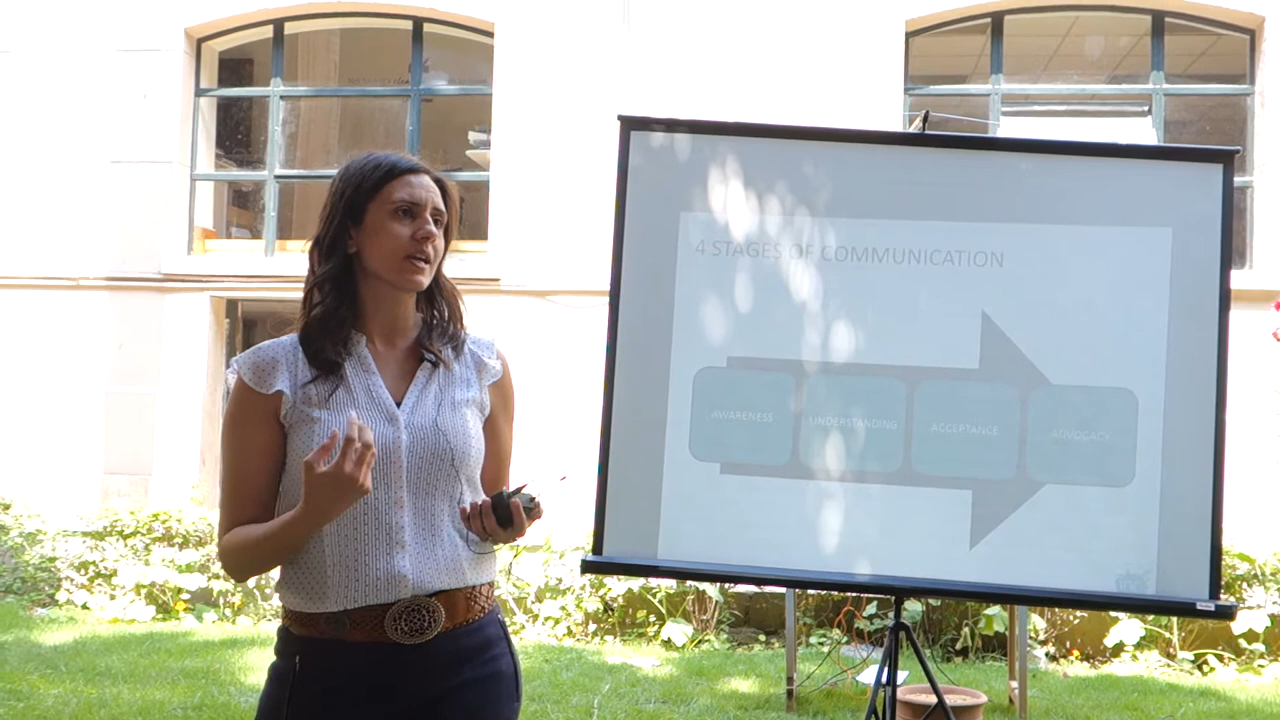 4 STAGES OF COMMUNICATION
AWARENESS
UNDERSTANDING
ACCEPTANCE
ADVOCACY